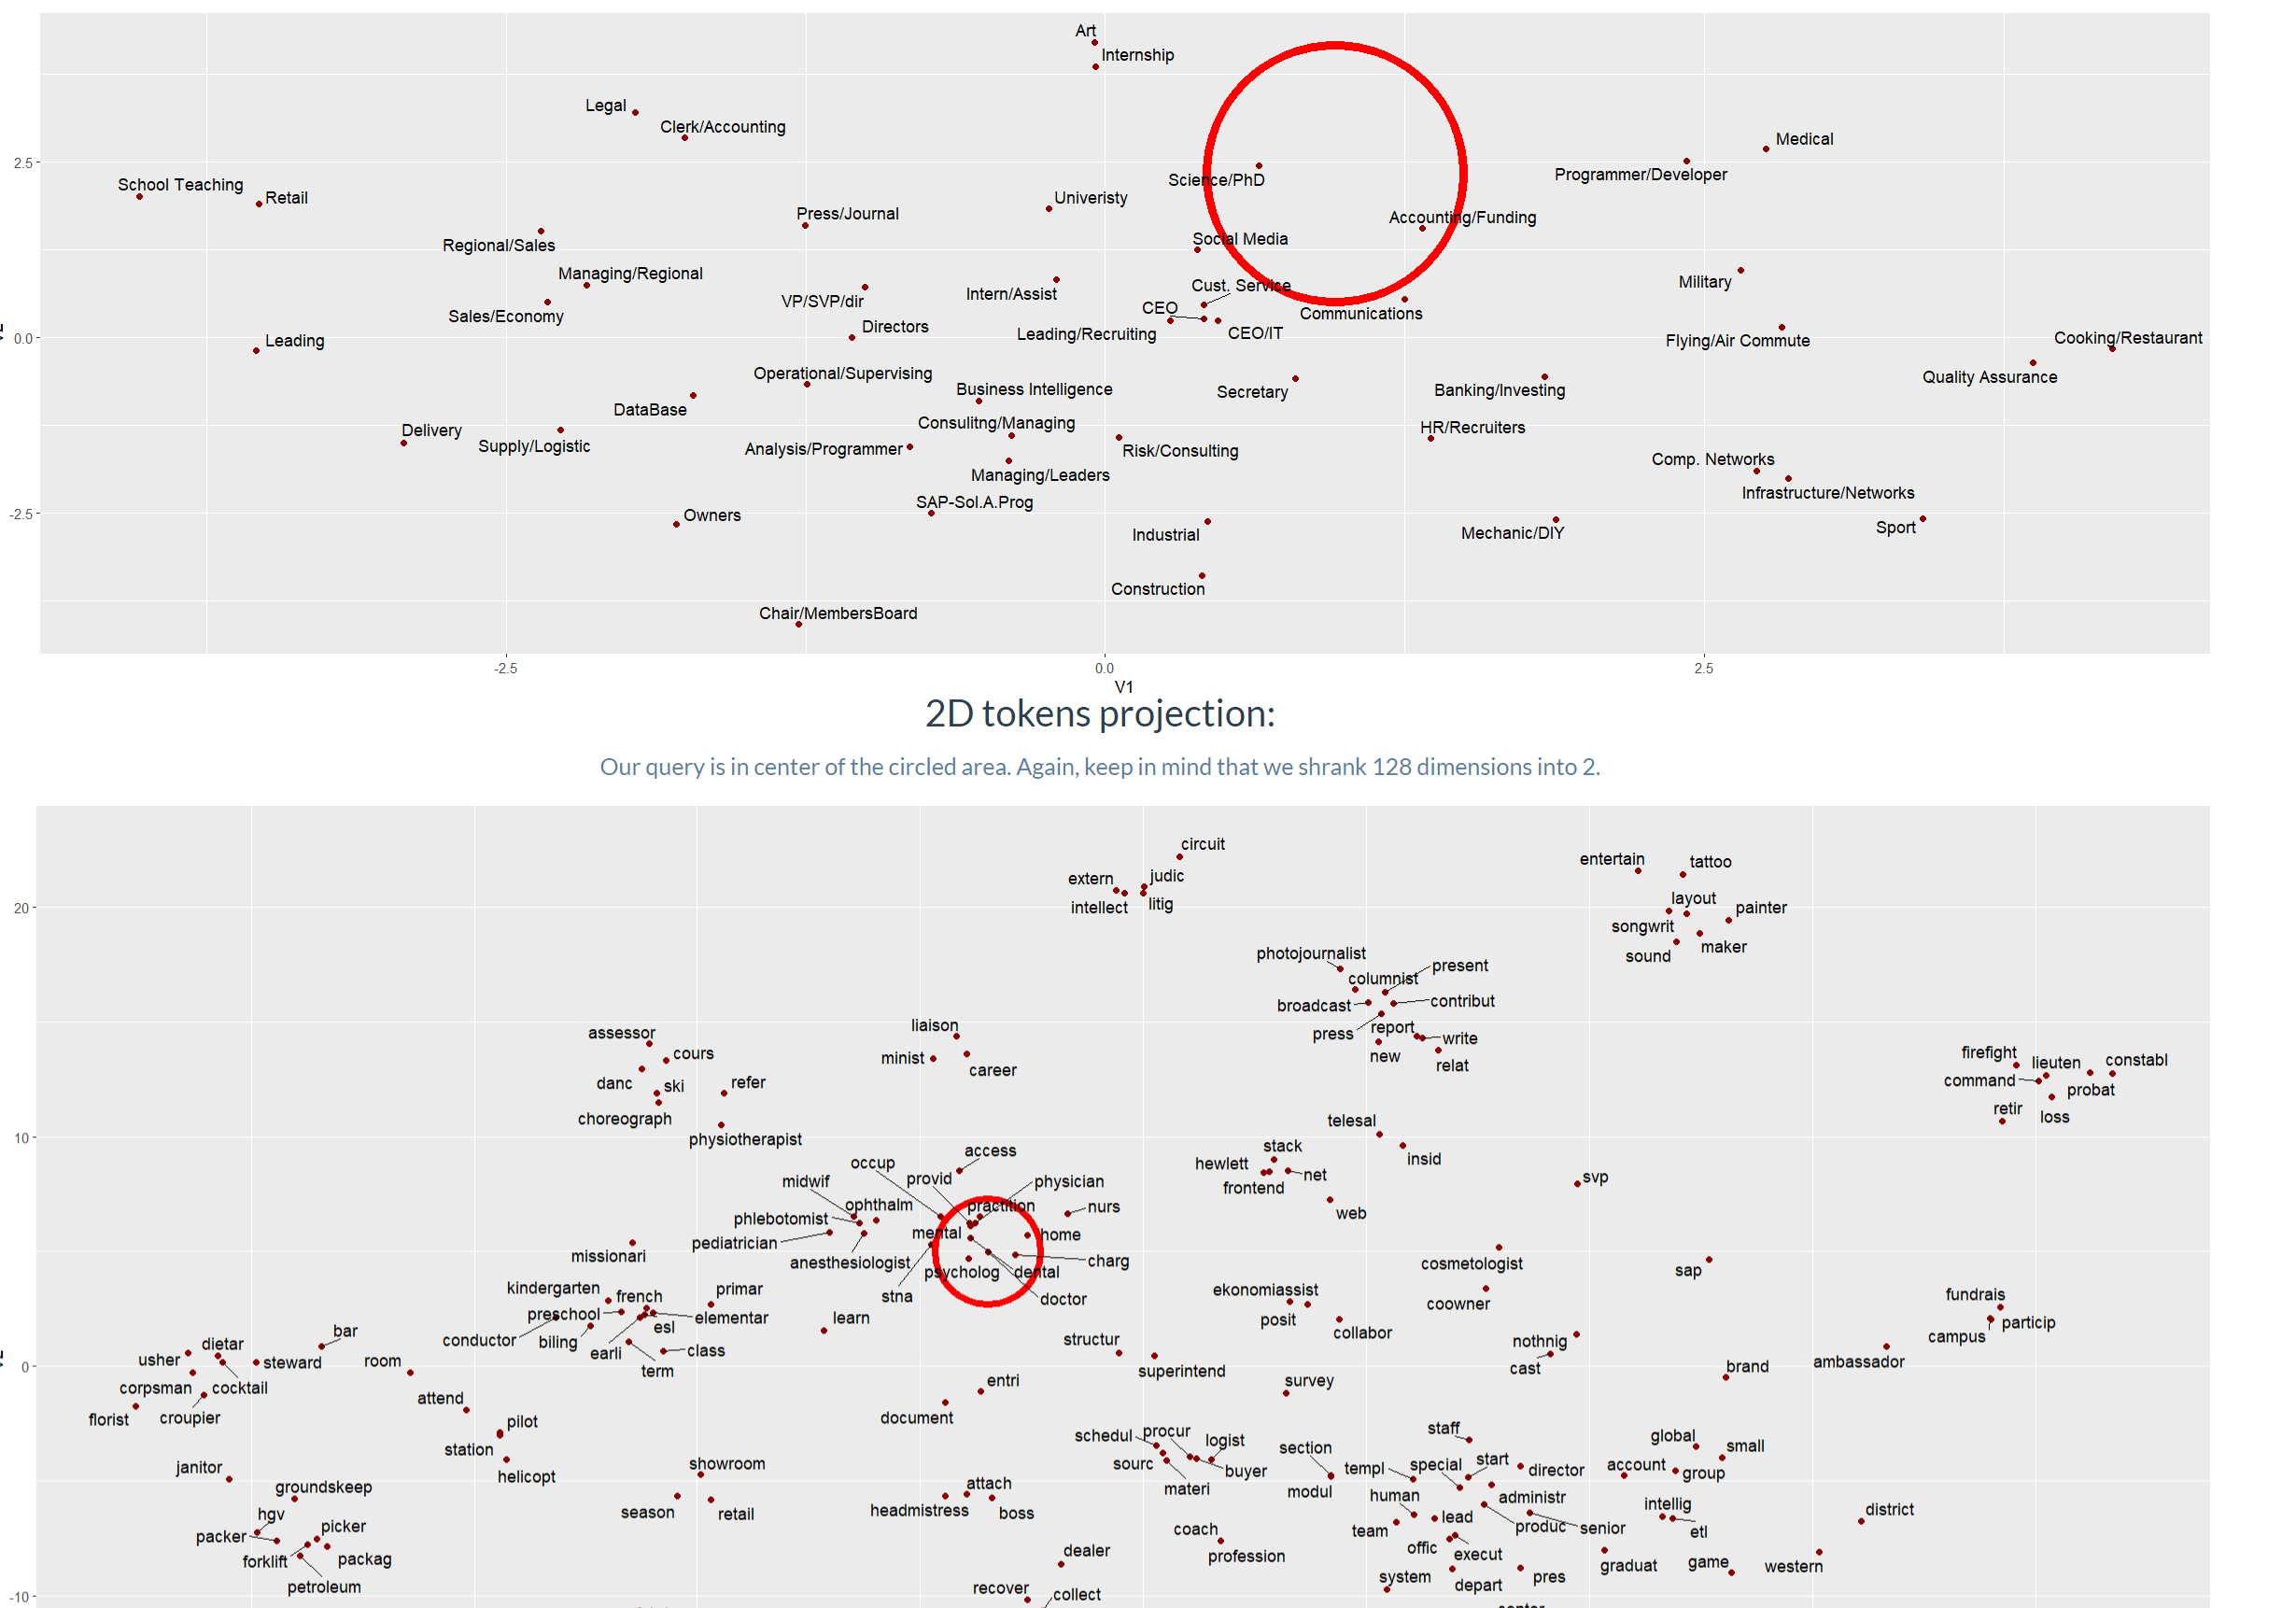 Art
Internship
Legal
Clerk/Accounting
Medical
2.5
Programmer/Developer
Science/PhD
School Teaching
Retail
Univeristy
Press/Journal
Accounting/Funding
Regional/Sales
Social Media
Managing/Regional
Military
Cust. Service
Intern/Assist
VP/SVP/dir
CEO
Sales/Economy
Communications
Directors
Leading/Recruiting
CEO/IT
0.0
Leading
Flying/Air Commute
Cooking/Restaurant
Operational/Supervising
Quality Assurance
Business Intelligence
Secretary
Banking/Investing
DataBase
Consulitng/Managing
HR/Recruiters
Delivery
Supply/Logistic
Analysis/Programmer
Risk/Consulting
Comp. Networks
Managing/Leaders
Infrastructure/Networks
SAP-Sol.A.Prog
-2.5
Owners
Industrial
Mechanic/DIY
Sport
Construction
Chair/MembersBoard
-2.5 0.0 2.5
V1
2D tokens projection:
Our query is in center of the circled area. Again, keep in mind that we shrank 128 dimensions into 2.
circuit
entertain
tattoo
judic
extern
layout
20
intellect
litig
painter
songwrit
maker
sound
photojournalist
present
columnist
broadcast
contribut
liaison
assessor
press
report
write
minist
cours
new
relat
firefight
lieuten
constabl
career
danc
ski
refer
command
probat
choreograph
retir
loss
10
physiotherapist
telesal
access
stack
insid
occup
hewlett
net
provid
physician
midwif
frontend
svp
ophthalm
practition
nurs
phlebotomist
web
mental
home
pediatrician
missionari
anesthesiologist
charg
cosmetologist
psycholog
dental
sap
kindergarten
french
primar
stna
doctor
ekonomiassist
coowner
fundrais
preschool
elementar
learn
posit
particip
conductor
biling
esl
collabor
campus
bar
structur
nothnig
dietar
earli
class
usher
steward
room
0
term
superintend
cast
ambassador
brand
corpsman
cocktail
entri
survey
attend
florist
croupier
document
pilot
staff
schedul
procur
logist
global
small
station
section
start
janitor
showroom
sourc
buyer
templ
special
director
account
group
helicopt
groundskeep
attach
materi
modul
human
administr
intellig
district
hgv
season
retail
headmistress
boss
lead
produc
senior
etl
packer
picker
coach
team
forklift
packag
dealer
profession
offic
execut
graduat
game
western
petroleum
system
depart
pres
-10
recover
collect